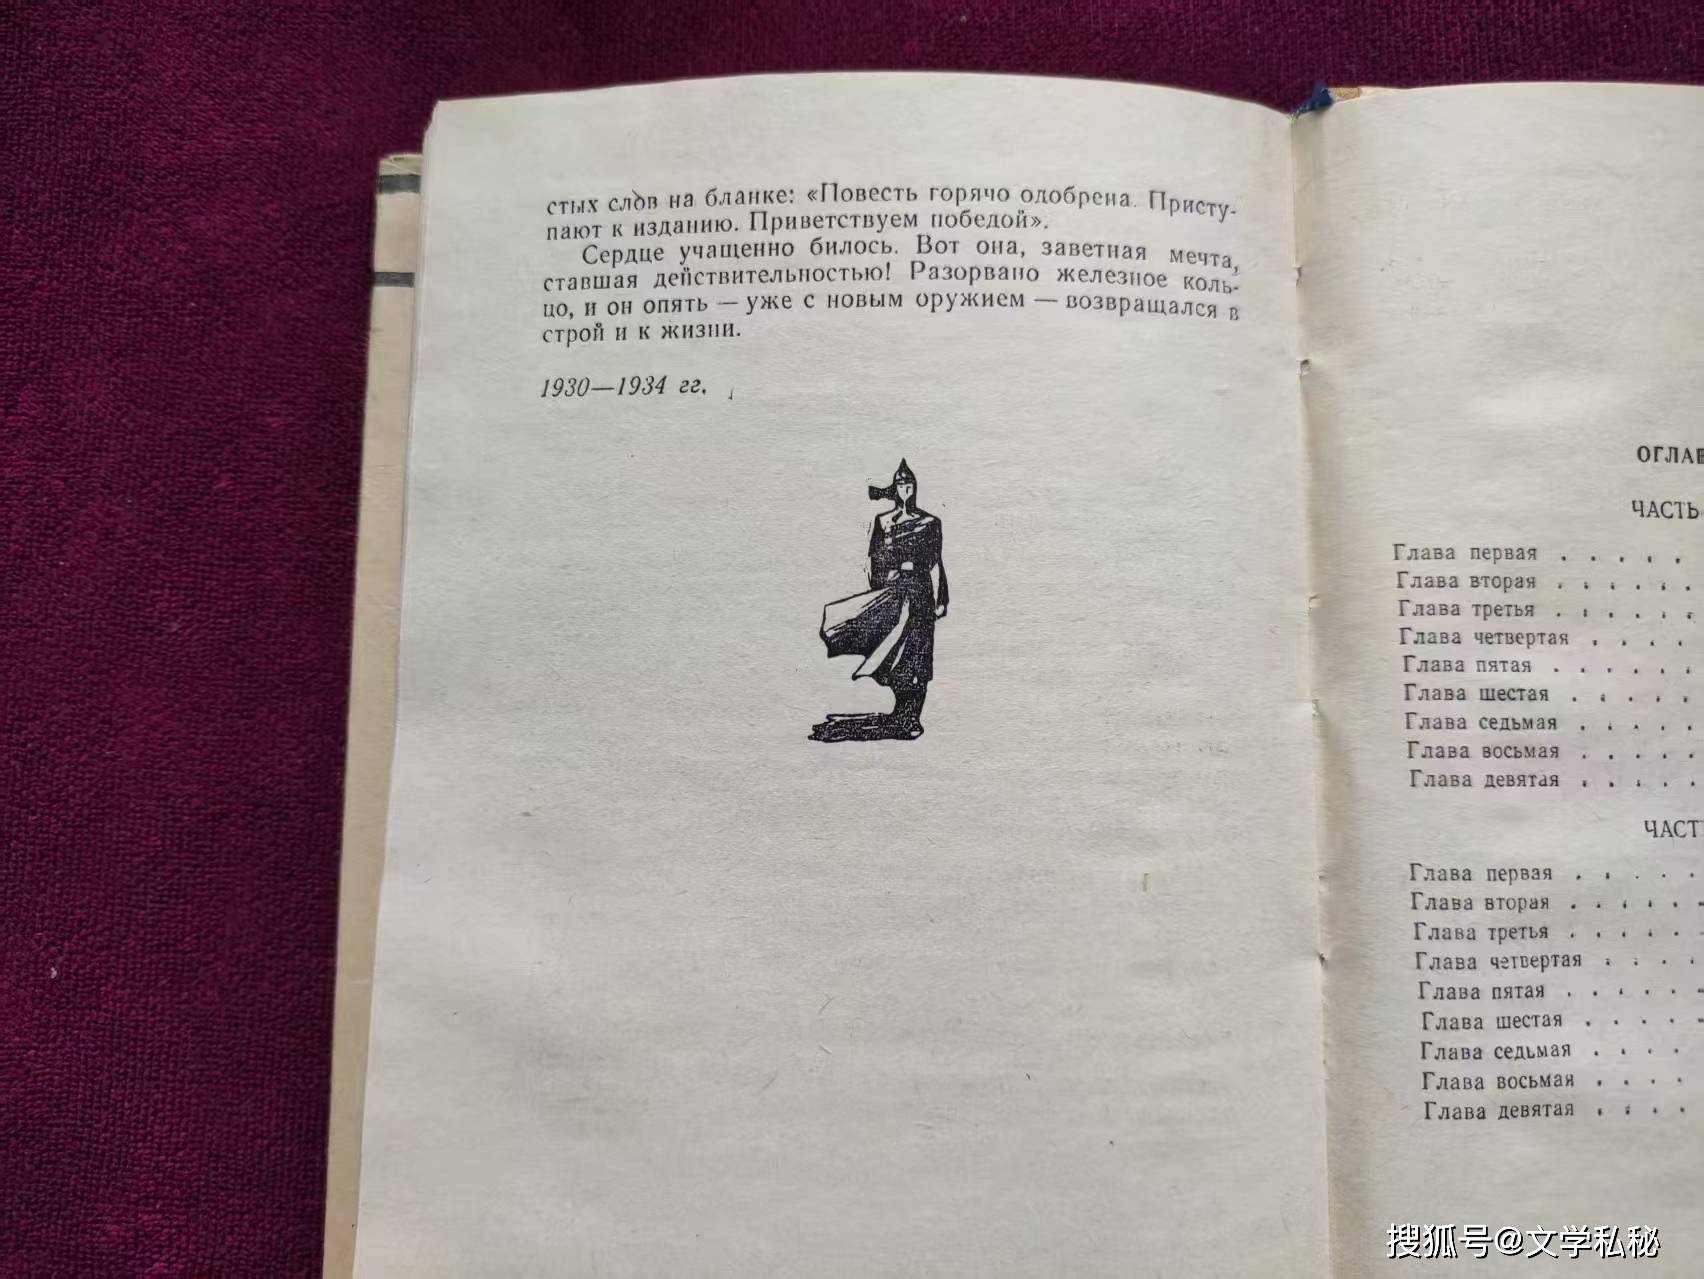 стых слов на бланке: «Повесть горячо одобрена. Присту-
пают к изданию. Приветствуем победой».
Сердце учащенно билось. Вот она, заветная мечта,
ставшая действительностью! Разорвано железное коль-
цо, и он опять — уже с новым оружием — возвращался в
строй и к жизни.
1930—1934 гг.
ОГЛАВ
ЧАСТЬ
Глава первая . . . . .
Глава вторая . . . . . .
Глава третья . . . . . .
Глава четвертая . . . .
Глава пятая . . . . . .
Глава шестая . . . . .
Глава седьмая . . . . .
Глава восьмая . . . . .
Глава девятая . . . . .
ЧАСТ
Глава первая . . . . .
Глава вторая . . . . .
Глава третья . . . . .
Глава четвертая . . . .
Глава пятая . . . . .
Глава шестая . . . . .
Глава седьмая . . . .
Глава восьмая . . . .
Глава девятая . . . .
搜狐号@文学私秘